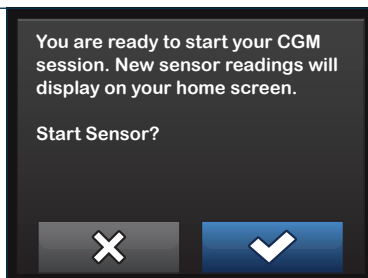 You are ready to start your CGM
session. New sensor readings will
display on your home screen.
Start Sensor?